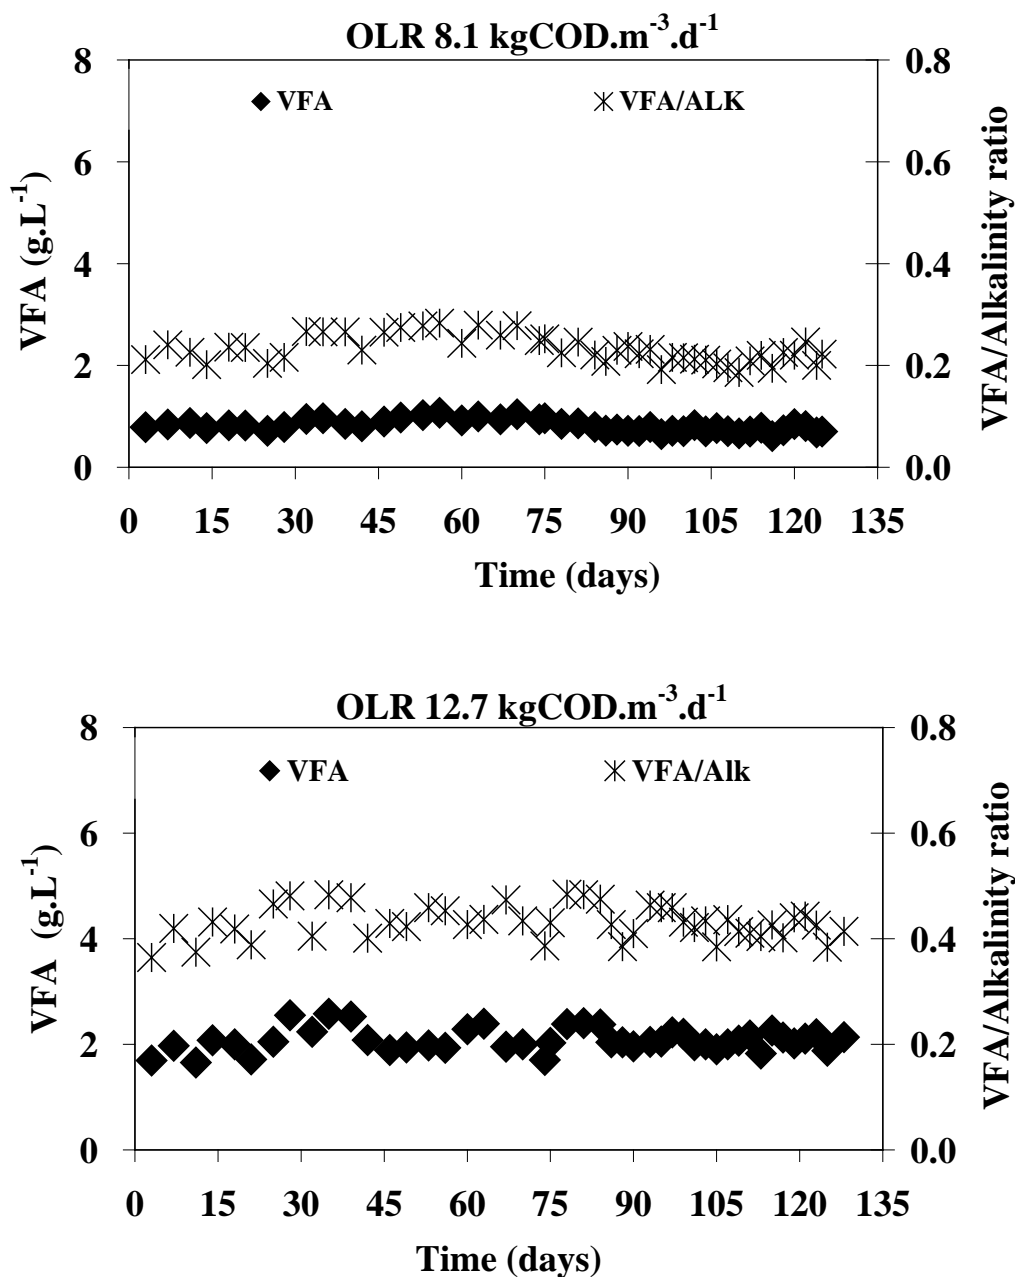 OLR 8.1 kgCOD.m⁻³.d⁻¹
VFA VFA/ALK
8 6 4 2 0
VFA (g.L⁻¹)
0.8 0.6 0.4 0.2 0.0
VFA/Alkalinity ratio
0 15 30 45 60 75 90 105 120 135
Time (days)
OLR 12.7 kgCOD.m⁻³.d⁻¹
VFA VFA/Alk
8 6 4 2 0
VFA (g.L⁻¹)
0.8 0.6 0.4 0.2 0.0
VFA/Alkalinity ratio
0 15 30 45 60 75 90 105 120 135
Time (days)